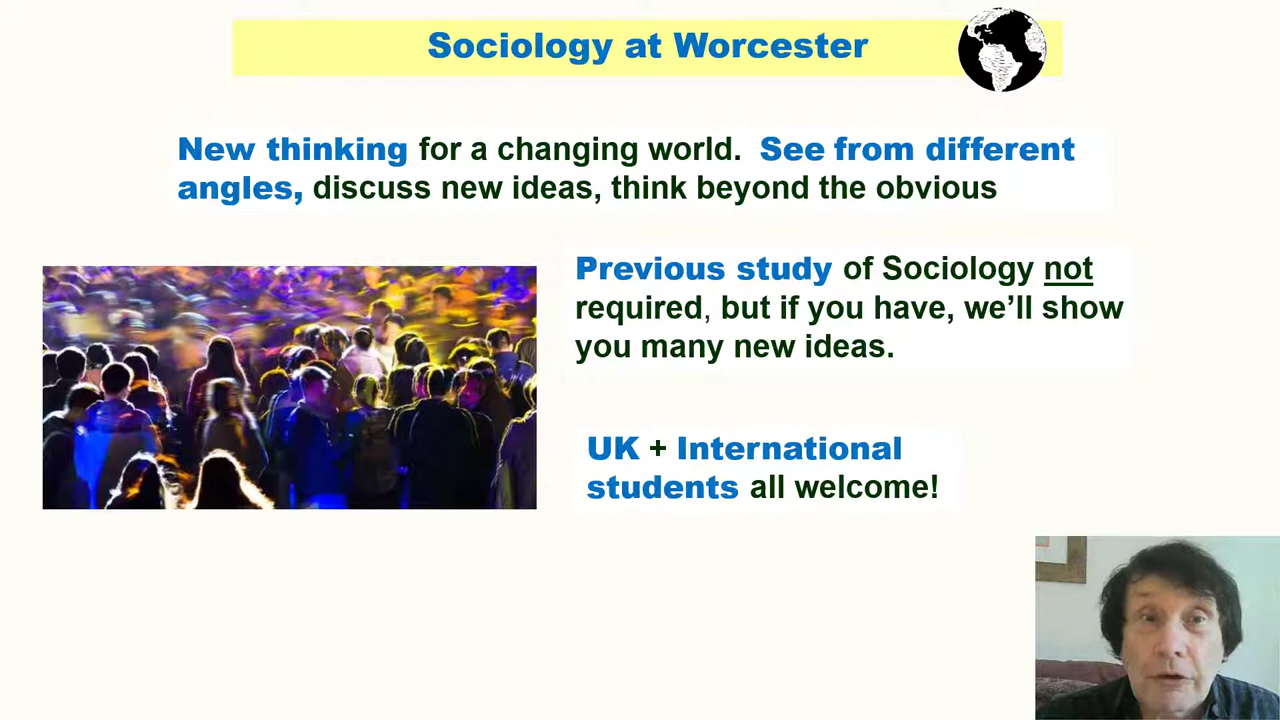 Sociology at Worcester
New thinking for a changing world. See from different
angles, discuss new ideas, think beyond the obvious
Previous study of Sociology not
required, but if you have, we’ll show
you many new ideas.
UK + International
students all welcome!